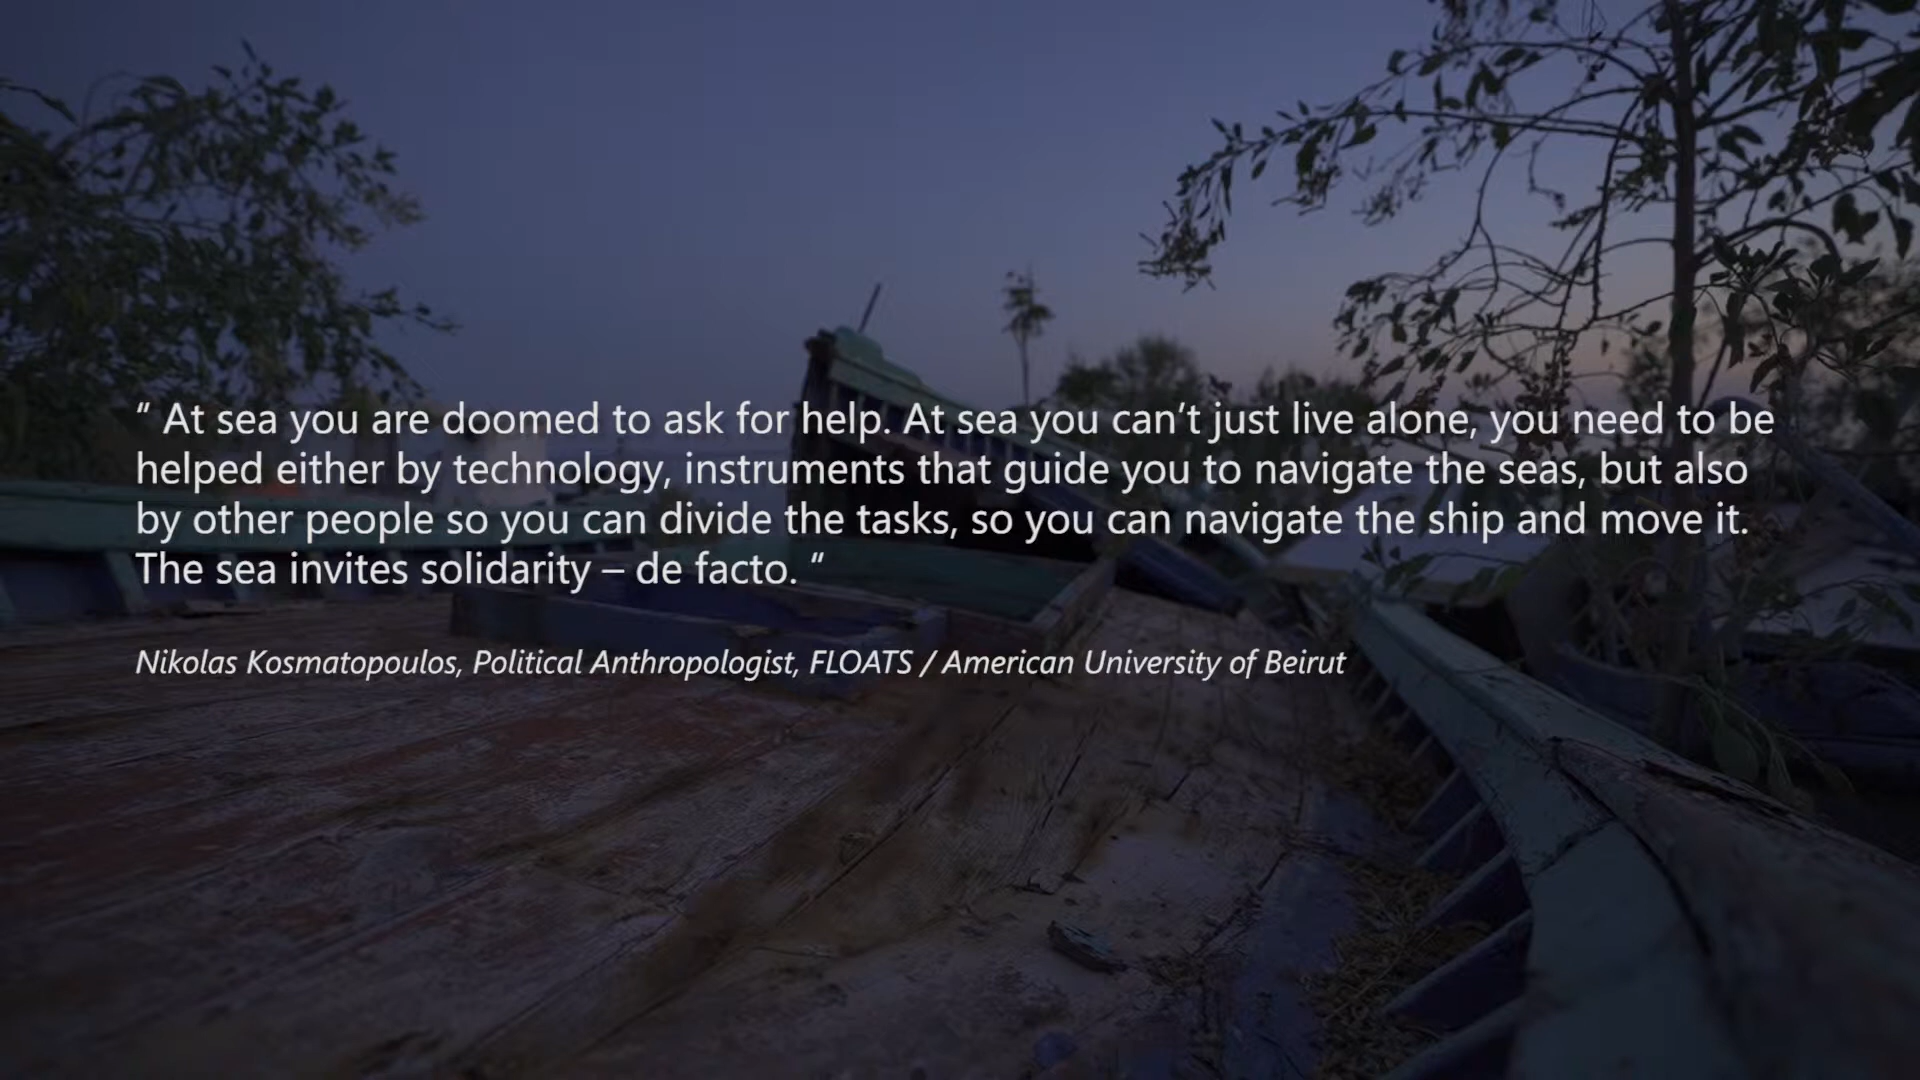 “ At sea you are doomed to ask for help. At sea you can’t just live alone, you need to be
helped either by technology, instruments that guide you to navigate the seas, but also
by other people so you can divide the tasks, so you can navigate the ship and move it.
The sea invites solidarity – de facto. “
Nikolas Kosmatopoulos, Political Anthropologist, FLOATS / American University of Beirut